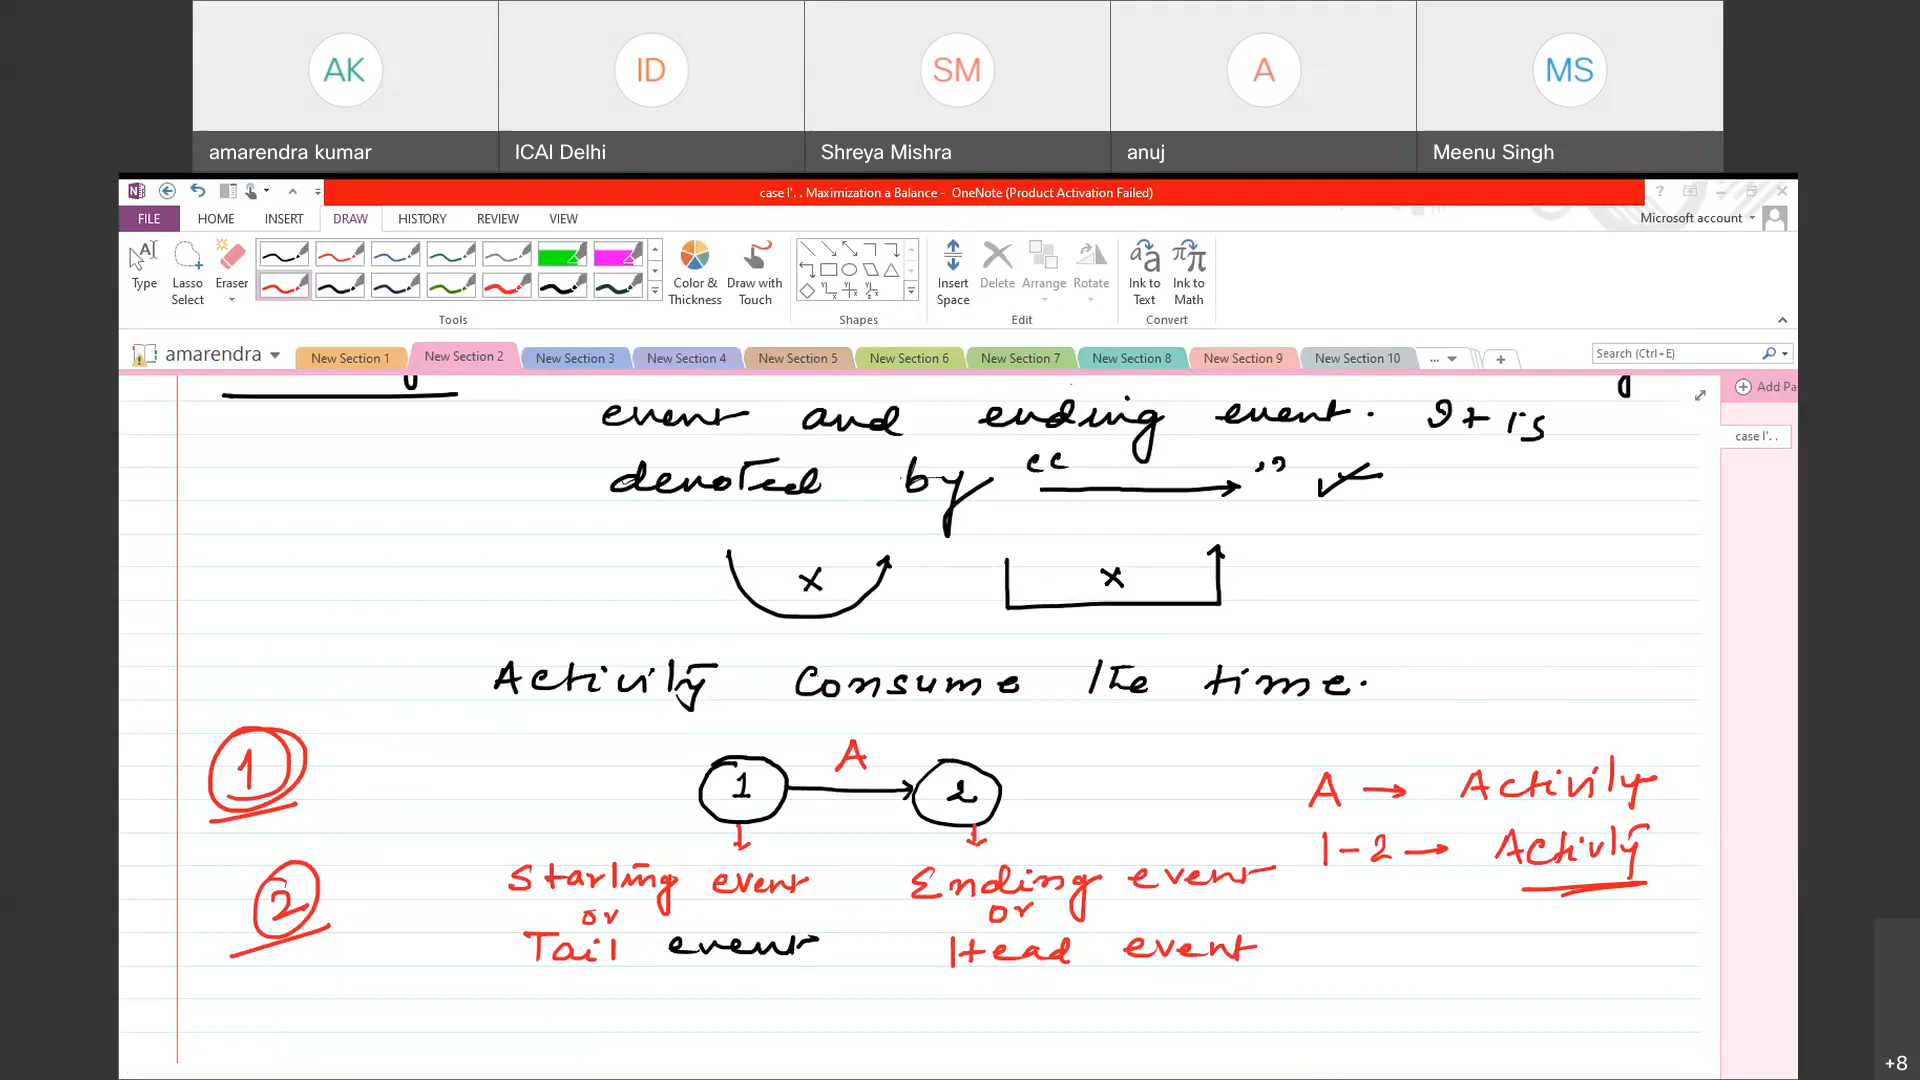 AK
ID
SM
A
MS
amarendra kumar
ICAI Delhi
Shreya Mishra
anuj
Meenu Singh
case I'. . Maximization a Balance - OneNote (Product Activation Failed)
FILE HOME INSERT DRAW HISTORY REVIEW VIEW
Microsoft account
Type
Lasso Select
Eraser
Color & Thickness
Draw with Touch
Insert Space
Delete
Arrange
Rotate
Ink to Text
Ink to Math
Tools
Shapes
Edit
Convert
amarendra
New Section 1 New Section 2 New Section 3 New Section 4 New Section 5 New Section 6 New Section 7 New Section 8 New Section 9 New Section 10 ...
Search (Ctrl+E)
Add Pa
case I'. .
event and ending event. It is
denoted by “ → ” ✓
x x
Activity Consume the time.
1
A
1 → 2
A → Activity
1-2 → Activity
2
Starting event Ending event
or or
Tail event Head event
+8